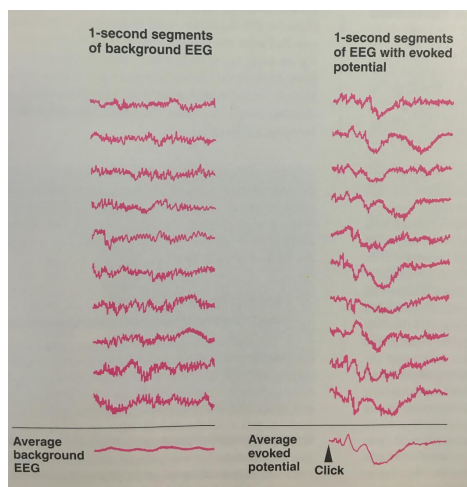 1-second segments
of background EEG
1-second segments
of EEG with evoked
potential
Average
background
EEG
Average
evoked
potential
Click